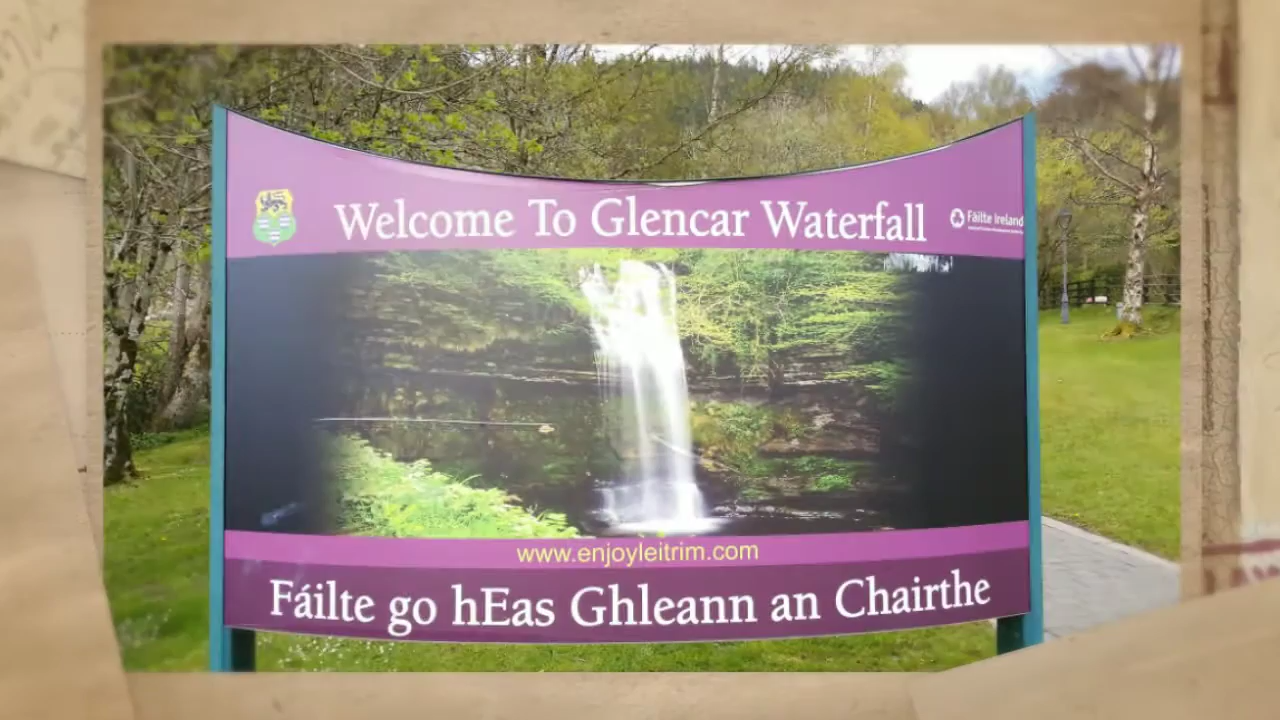 Welcome To Glencar Waterfall
Fáilte Ireland
www.enjoyleitrim.com
Fáilte go hEas Ghleann an Chairthe